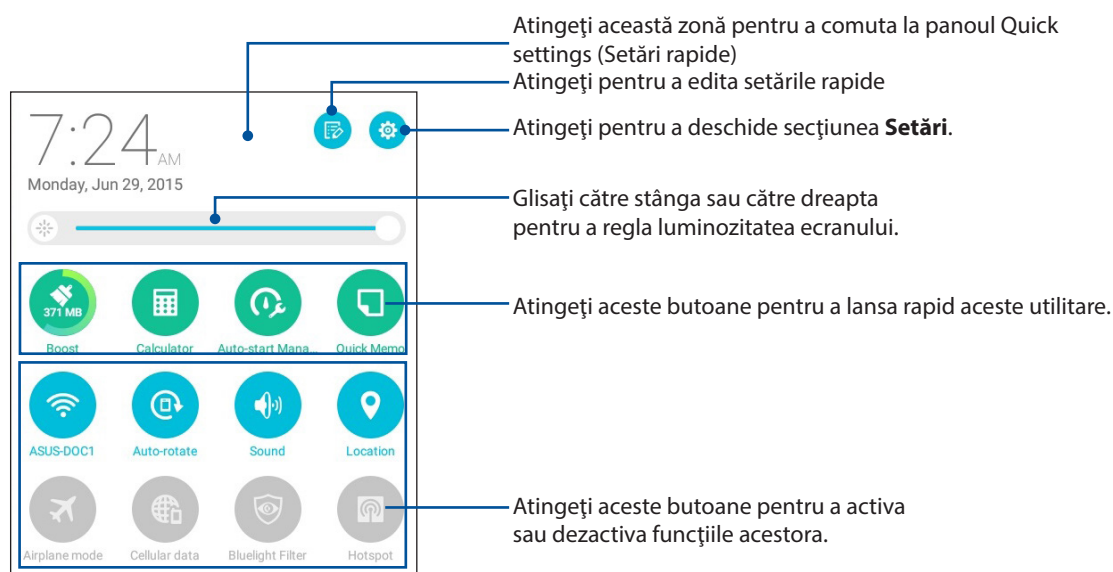 Atingeţi această zonă pentru a comuta la panoul Quick
settings (Setări rapide)
Atingeţi pentru a edita setările rapide
Atingeţi pentru a deschide secţiunea Setări.
7:24 AM
Monday, Jun 29, 2015
Glisaţi către stânga sau către dreapta
pentru a regla luminozitatea ecranului.
371 MB
Boost Calculator Auto-start Mana... Quick Memo
Atingeţi aceste butoane pentru a lansa rapid aceste utilitare.
ASUS-DOC1 Auto-rotate Sound Location
Airplane mode Cellular data Bluelight Filter Hotspot
Atingeţi aceste butoane pentru a activa
sau dezactiva funcţiile acestora.